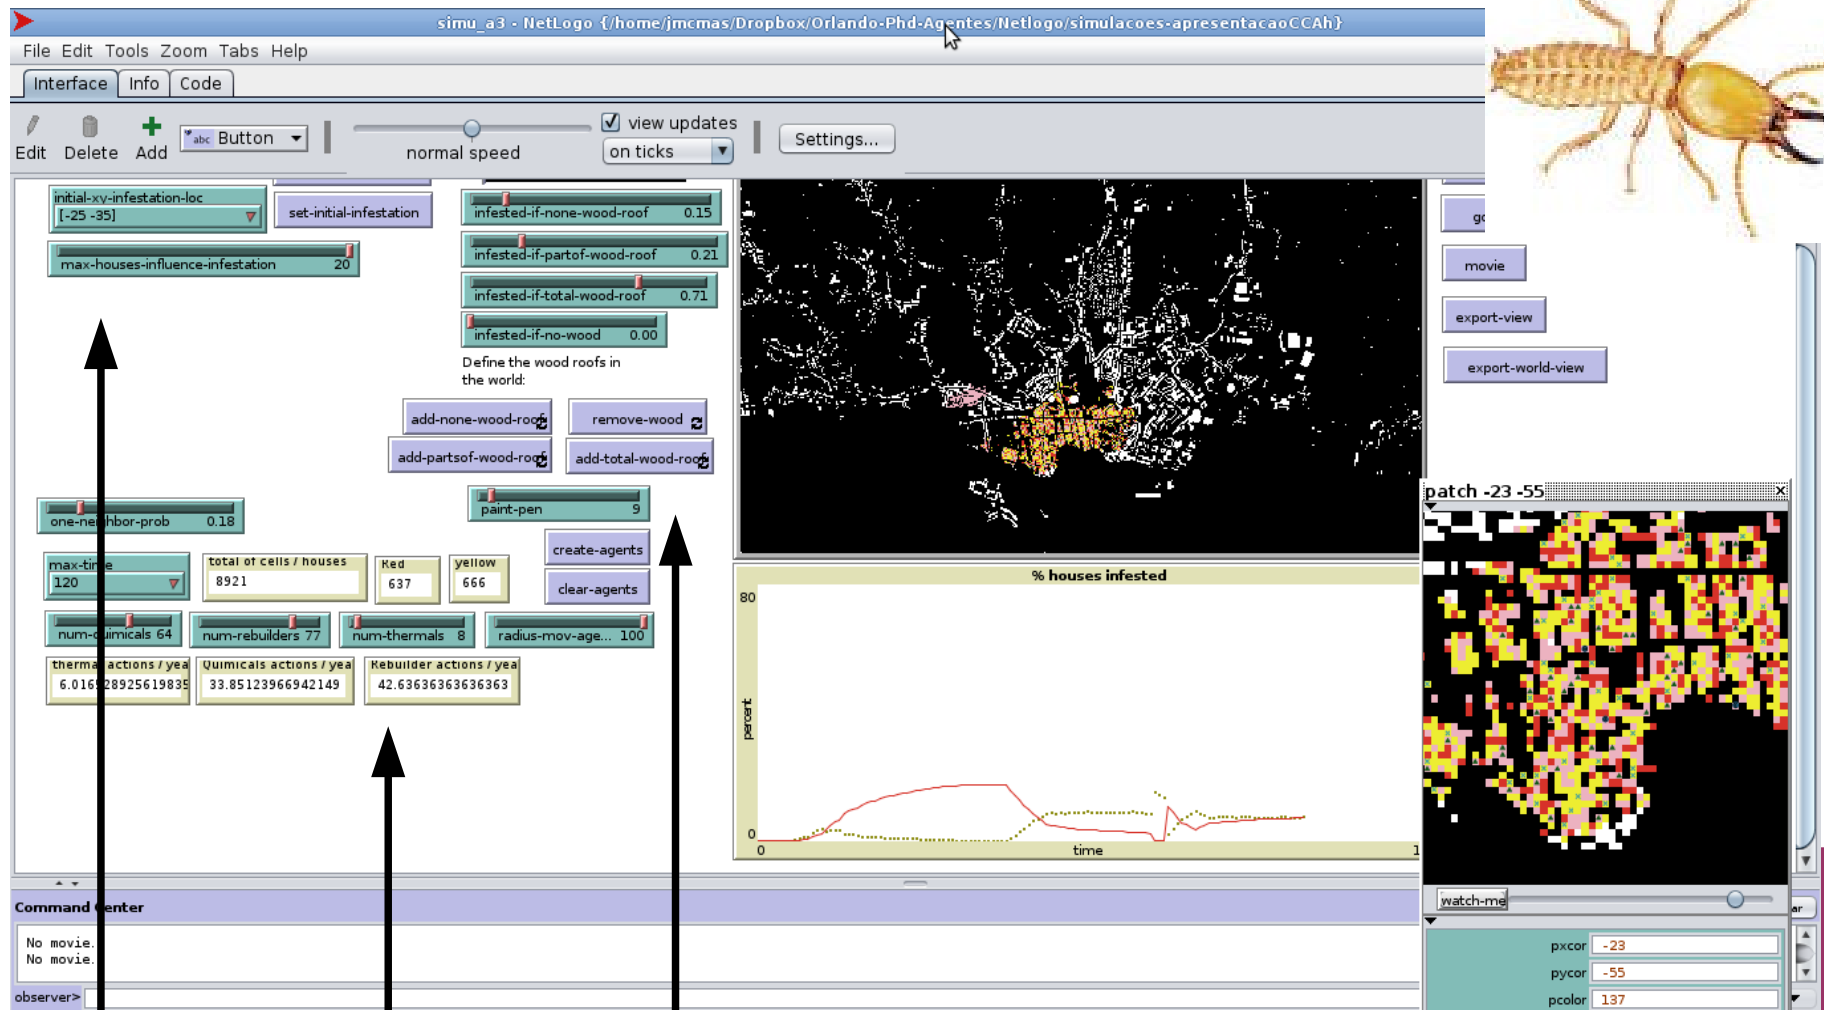 simu_a3 - NetLogo {/home/jmcmas/Dropbox/Orlando-Phd-Agentes/Netlogo/simulacoes-apresentacaoCCAh}
File Edit Tools Zoom Tabs Help
Interface Info Code
Edit Delete Add
abc Button
normal speed
view updates
on ticks
Settings...
initial-xy-infestation-loc
[-25 -35]
set-initial-infestation
max-houses-influence-infestation 20
infested-if-none-wood-roof 0.15
infested-if-partof-wood-roof 0.21
infested-if-total-wood-roof 0.71
infested-if-no-wood 0.00
Define the wood roofs in
the world:
add-none-wood-roof
remove-wood
add-partsof-wood-roof
add-total-wood-roof
paint-pen 9
one-neighbor-prob 0.18
create-agents
clear-agents
max-time
120
total of cells / houses
8921
Red
637
yellow
666
num-quimicals 64
num-rebuilders 77
num-thermals 8
radius-mov-age... 100
thermal actions / yea
6.016528925619835
Quimicals actions / yea
33.85123966942149
Rebuilder actions / yea
42.63636363636363
% houses infested
80
percent
0
0
time
1
go
movie
export-view
export-world-view
patch -23 -55
watch-me
pxcor -23
pycor -55
pcolor 137
Command Center
ar
No movie.
No movie.
observer>